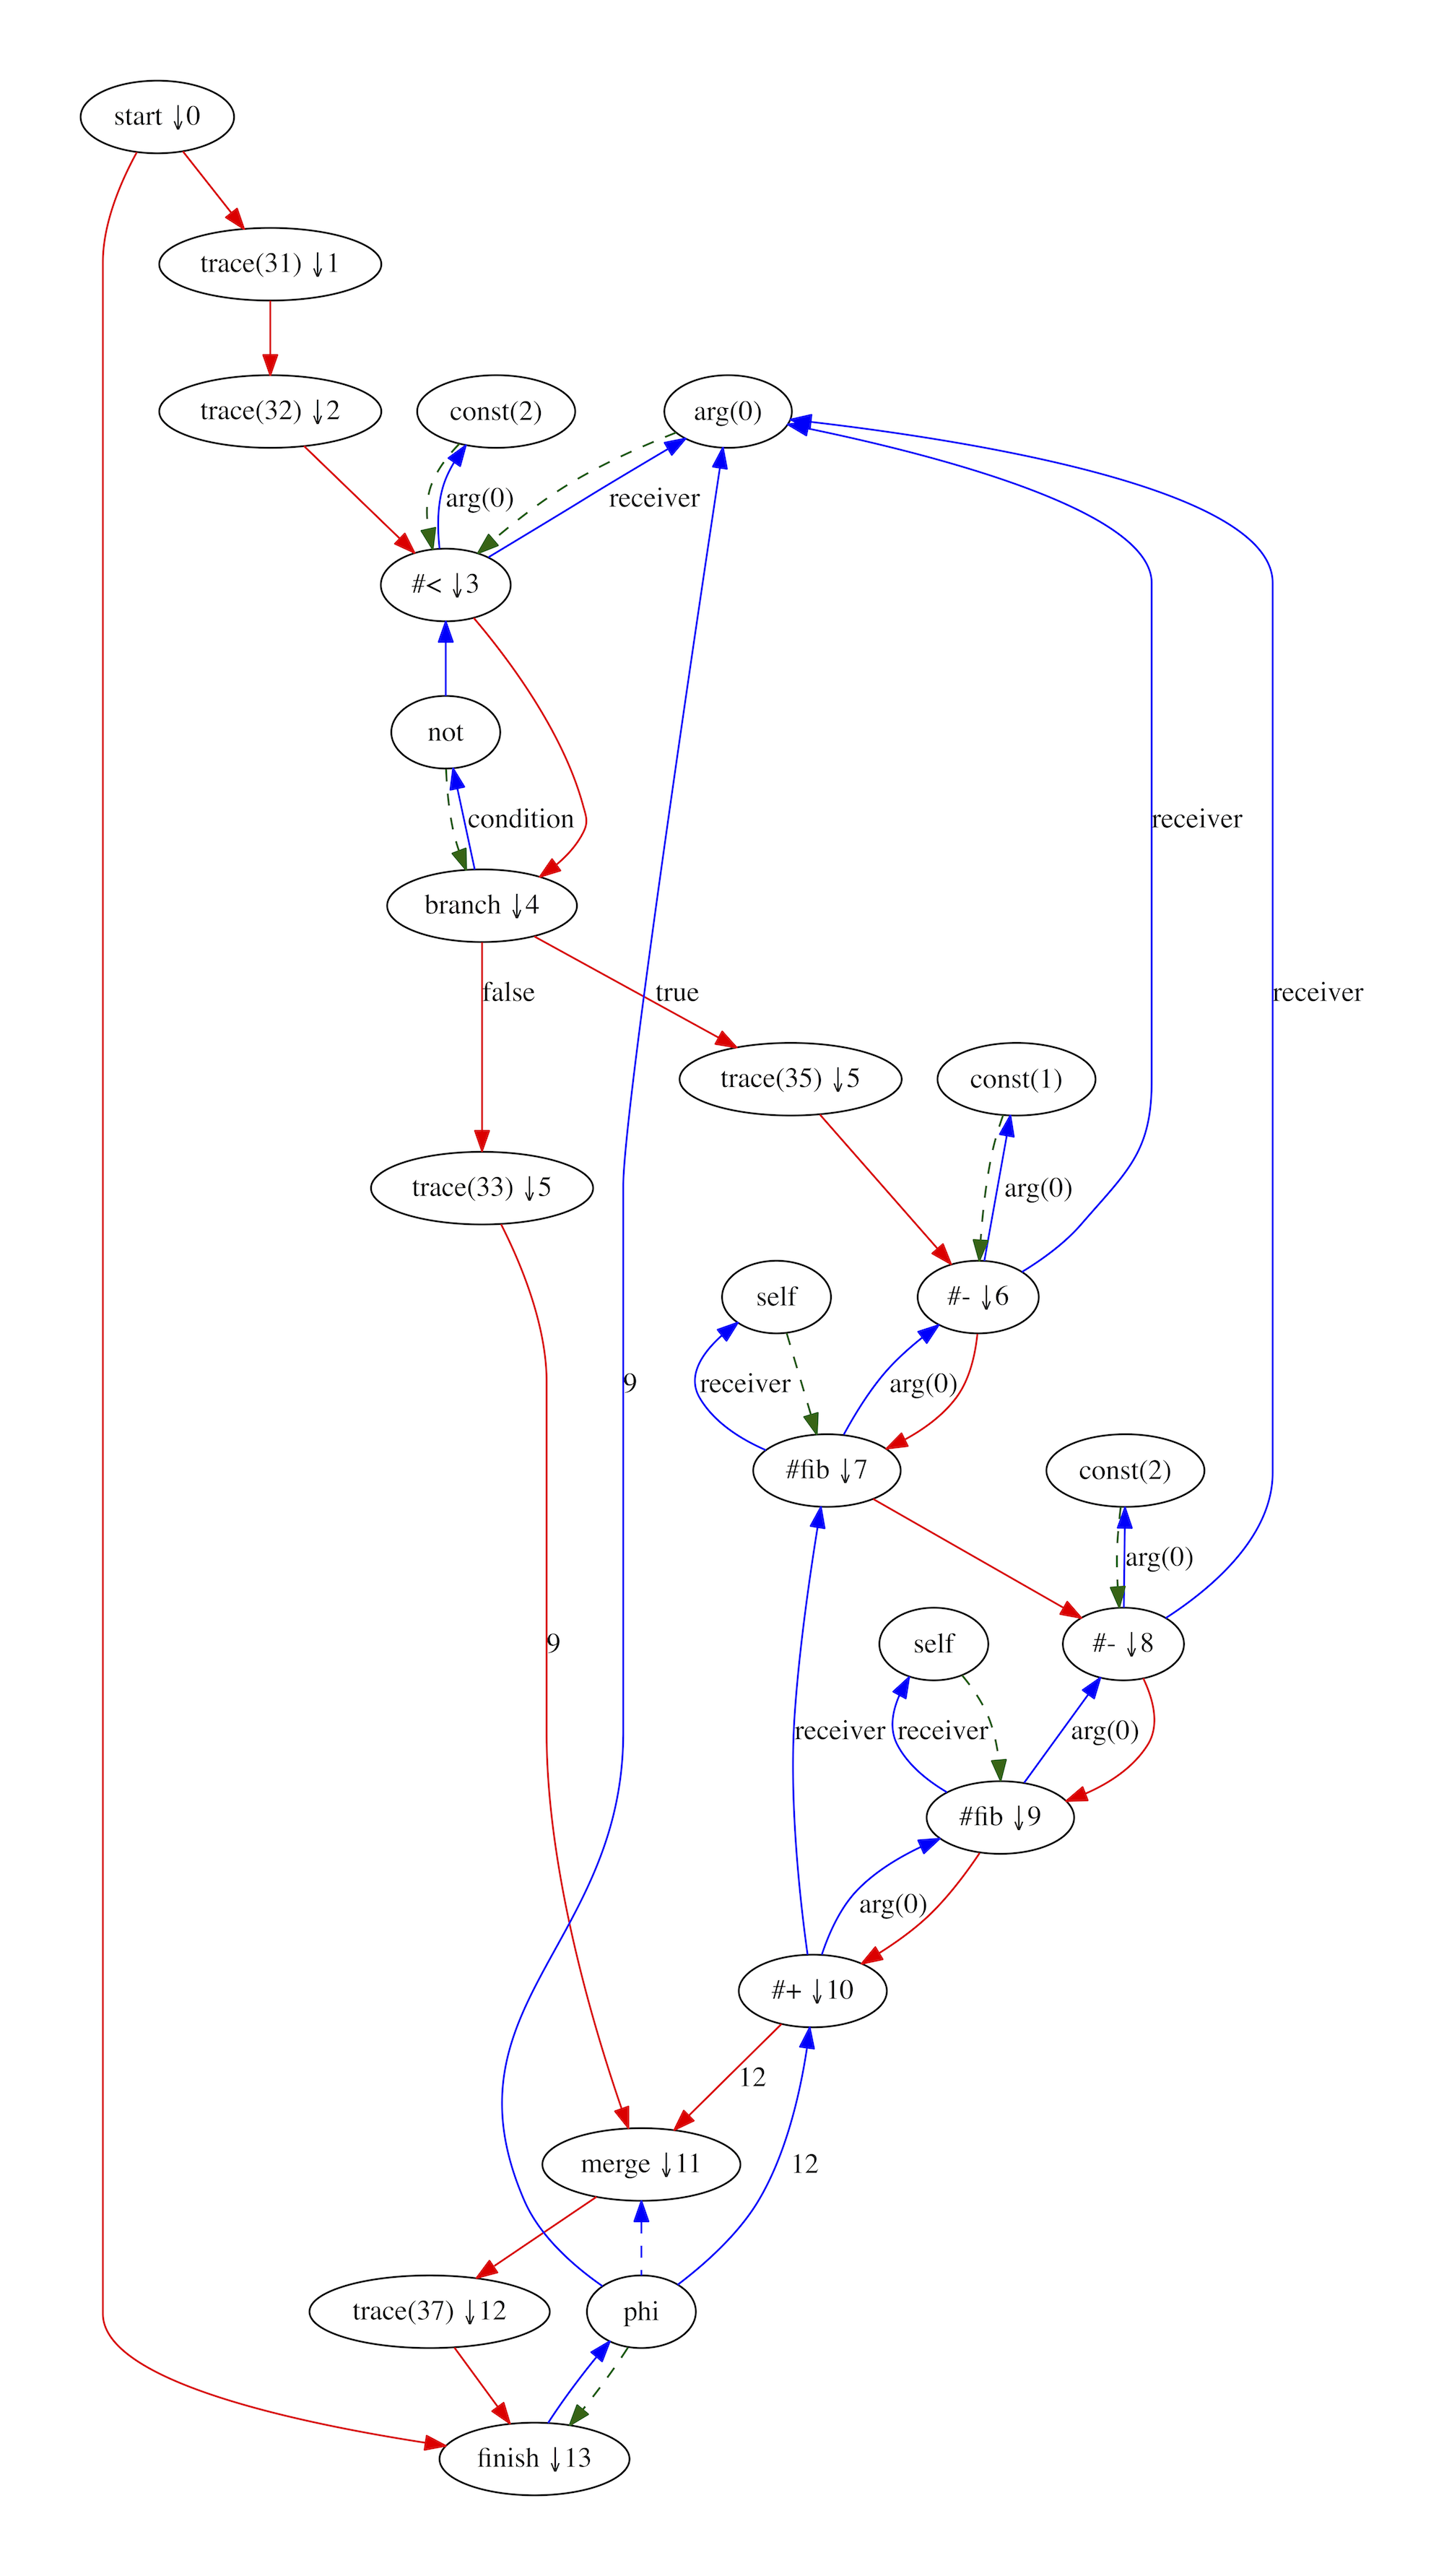 start ↓0
trace(31) ↓1
trace(32) ↓2
const(2)
arg(0)
arg(0)
receiver
#< ↓3
not
condition
receiver
branch ↓4
false
true
receiver
trace(35) ↓5
const(1)
trace(33) ↓5
arg(0)
self
#- ↓6
9
receiver
arg(0)
#fib ↓7
const(2)
arg(0)
9
self
#- ↓8
receiver
receiver
arg(0)
#fib ↓9
arg(0)
#+ ↓10
12
merge ↓11
12
trace(37) ↓12
phi
finish ↓13